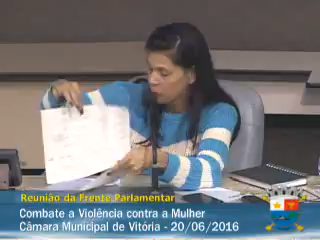 Reunião da Frente Parlamentar
Combate a Violência contra a Mulher
Câmara Municipal de Vitória - 20/06/2016